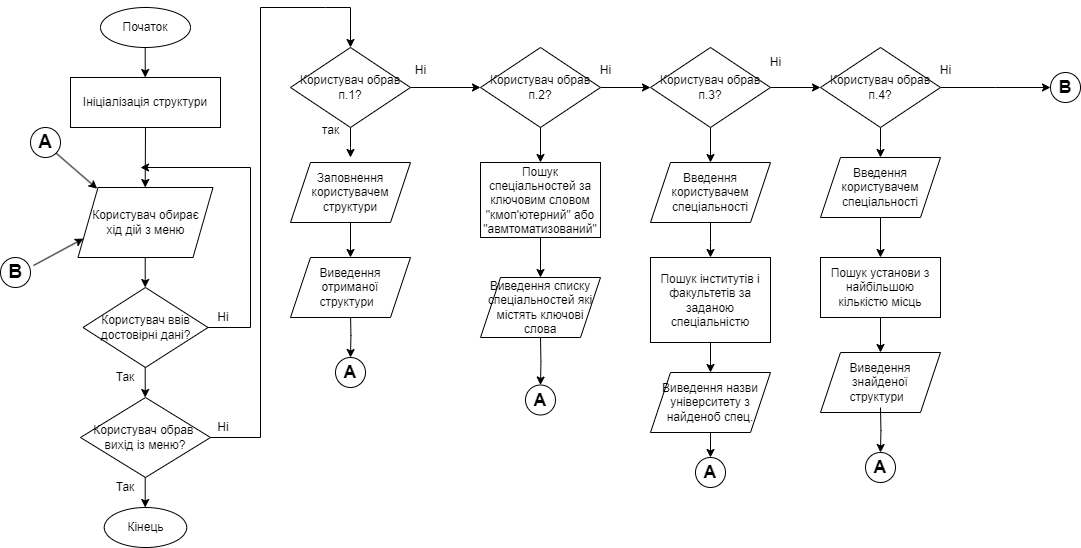 Початок
Ініціалізація структури
A
Користувач обирає
хід дій з меню
B
Користувач ввів
достовірні дані?
Ні
Так
Користувач обрав
вихід із меню?
Ні
Так
Кінець
Користувач обрав
п.1?
Ні
так
Заповнення
користувачем
структури
Виведення
отриманої
структури
A
Користувач обрав
п.2?
Ні
Пошук
спеціальностей за
ключовим словом
"кмоп'ютерний" або
"авмтоматизований"
Виведення списку
спеціальностей які
містять ключові
слова
A
Користувач обрав
п.3?
Ні
Введення
користувачем
спеціальності
Пошук інститутів і
факультетів за
заданою
спеціальністю
Виведення назви
університету з
найденоб спец.
A
Користувач обрав
п.4?
Ні
Введення
користувачем
спеціальності
Пошук установи з
найбільшою
кількістю місць
Виведення
знайденої
структури
A
B